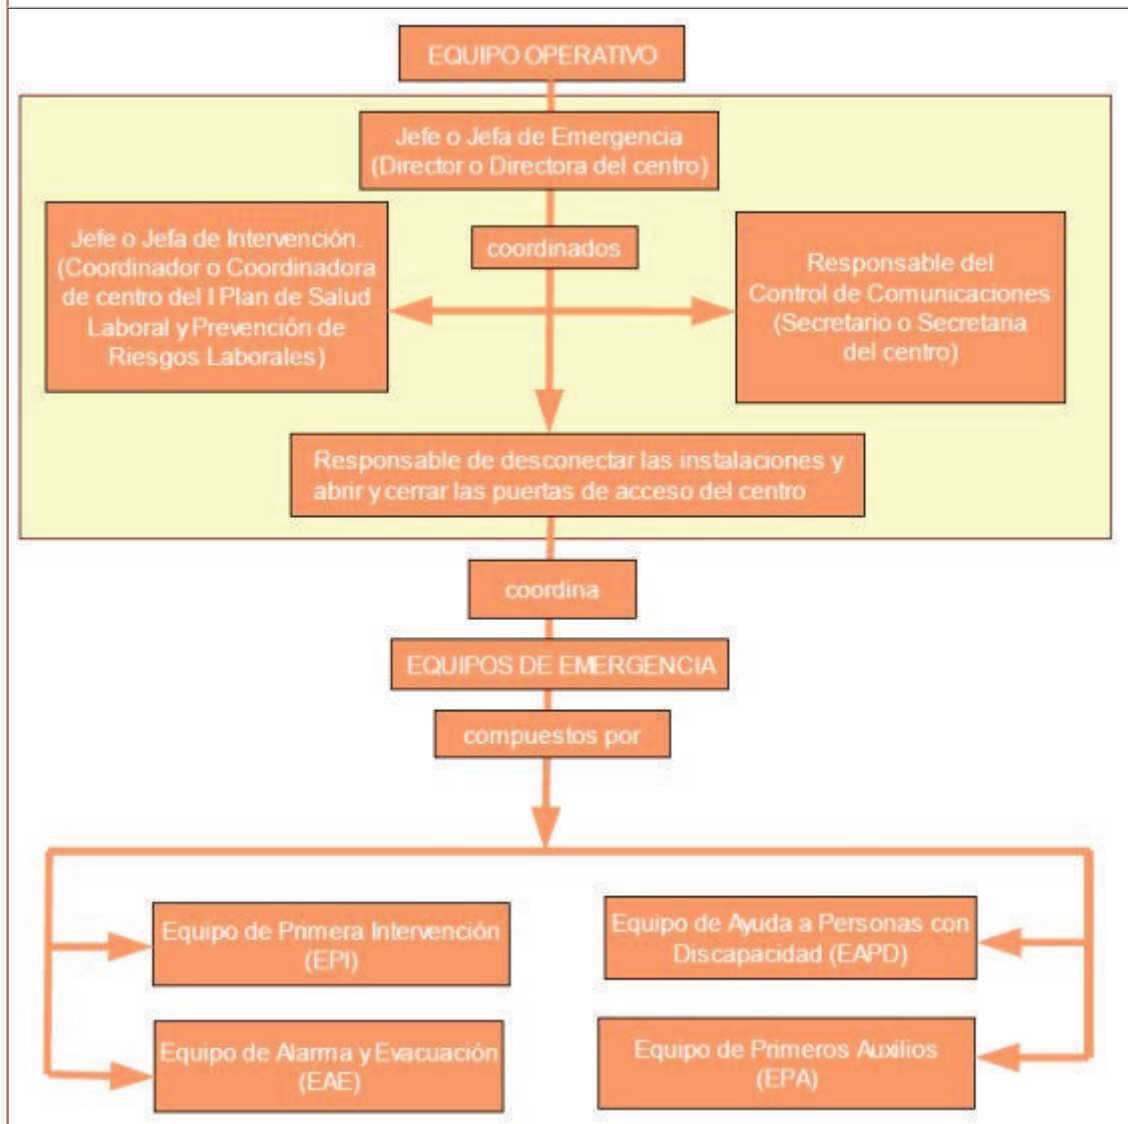 EQUIPO OPERATIVO
Jefe o Jefa de Emergencia
(Director o Directora del centro)
Jefe o Jefa de Intervención.
(Coordinador o Coordinadora
de centro del I Plan de Salud
Laboral y Prevención de
Riesgos Laborales)
coordinados
Responsable del
Control de Comunicaciones
(Secretario o Secretaria
del centro)
Responsable de desconectar las instalaciones y
abrir y cerrar las puertas de acceso del centro
coordina
EQUIPOS DE EMERGENCIA
compuestos por
Equipo de Primera Intervención
(EPI)
Equipo de Ayuda a Personas con
Discapacidad (EAPD)
Equipo de Alarma y Evacuación
(EAE)
Equipo de Primeros Auxilios
(EPA)